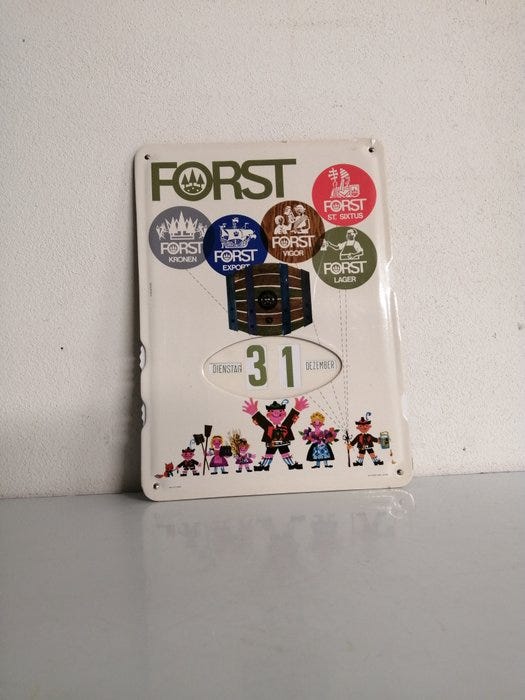 FORST
FORST
ST. SIXTUS
FORST
KRONEN
FORST
EXPORT
FORST
VIGOR
FORST
LAGER
DIENSTAG 31 DEZEMBER